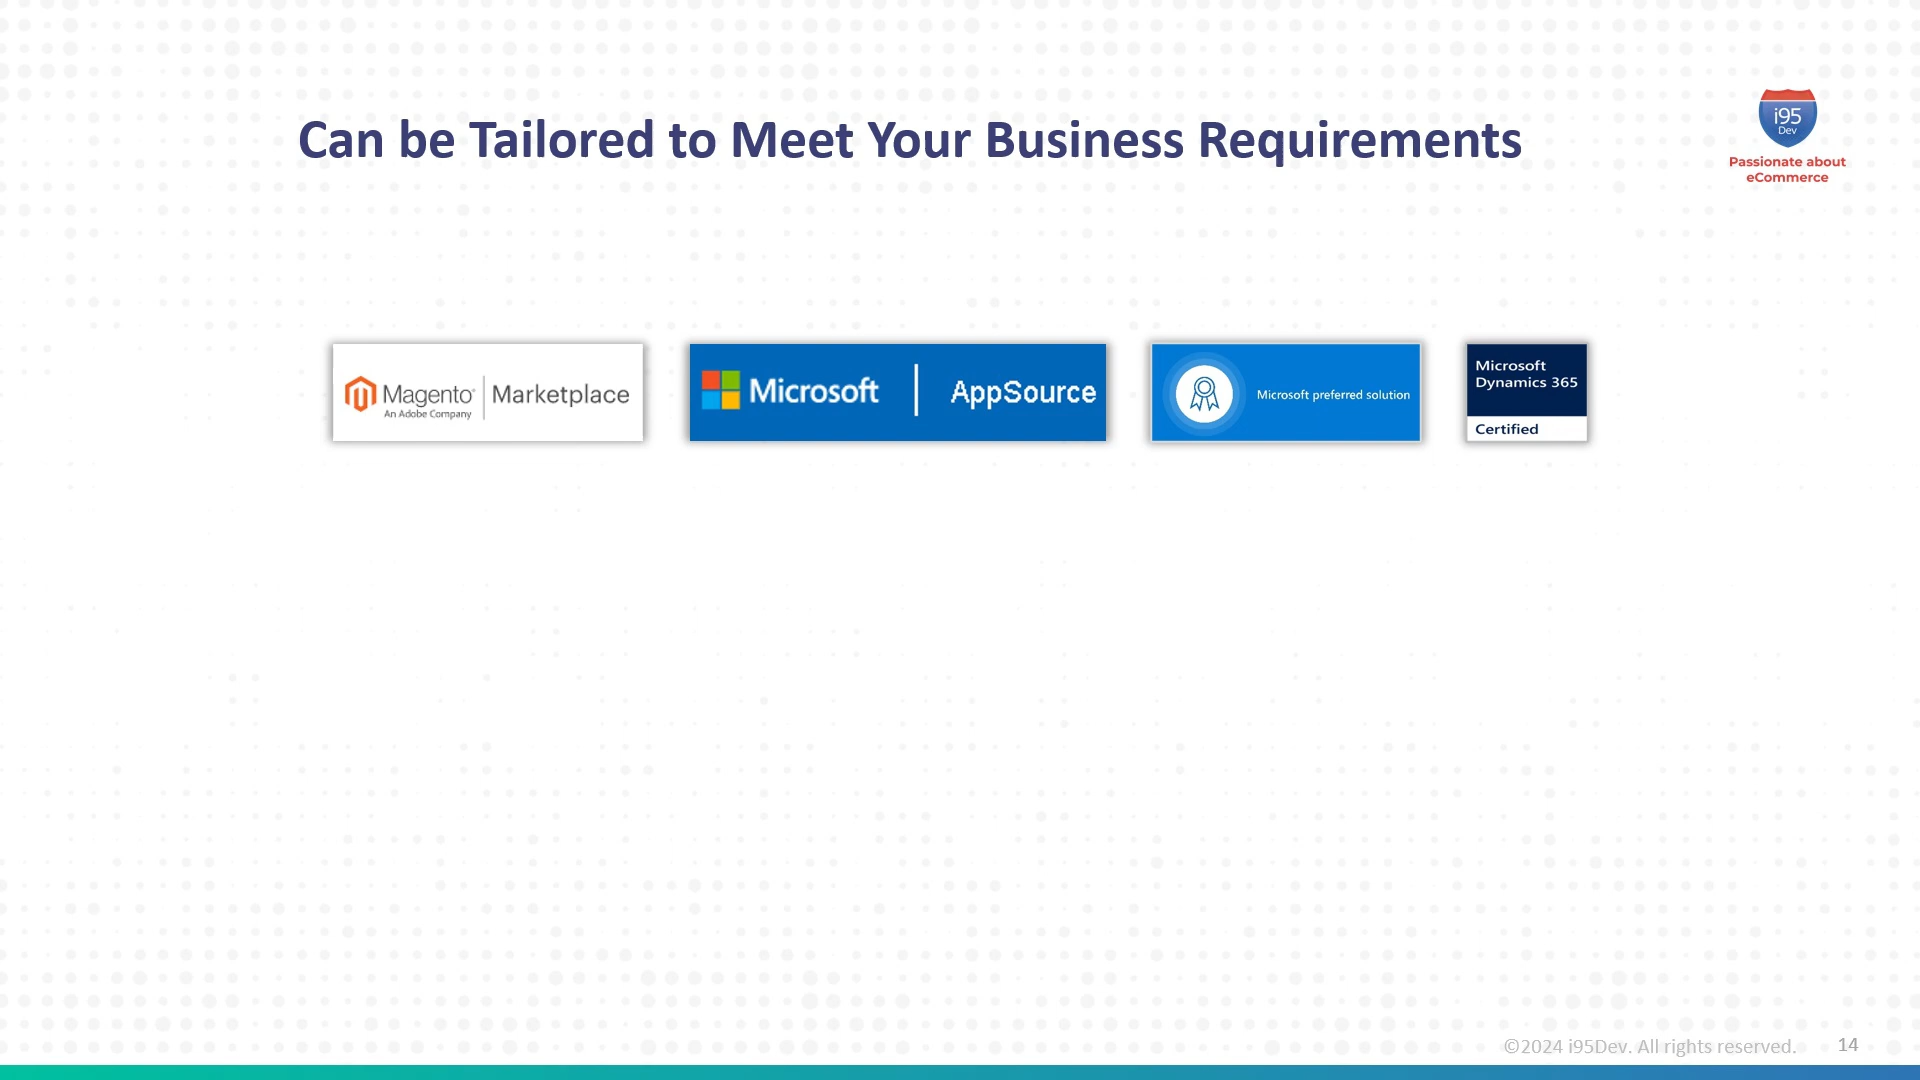 Can be Tailored to Meet Your Business Requirements
i95
Dev
Passionate about
eCommerce
Magento® Marketplace
An Adobe Company
Microsoft | AppSource
Microsoft preferred solution
Microsoft
Dynamics 365
Certified
©2024 i95Dev. All rights reserved. 14